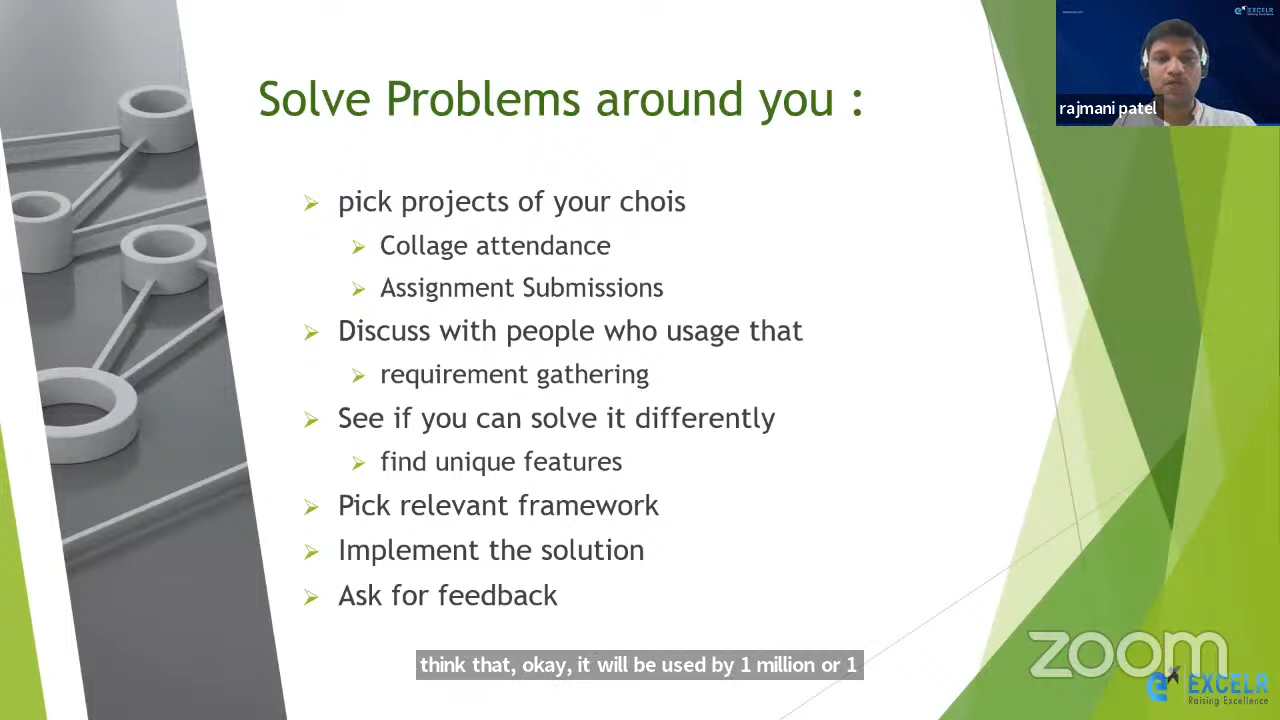 EXCELR
rajmani patel
Solve Problems around you :
pick projects of your chois
Collage attendance
Assignment Submissions
Discuss with people who usage that
requirement gathering
See if you can solve it differently
find unique features
Pick relevant framework
Implement the solution
Ask for feedback
think that, okay, it will be used by 1 million or 1
zoom
EXCELR
Raising Excellence